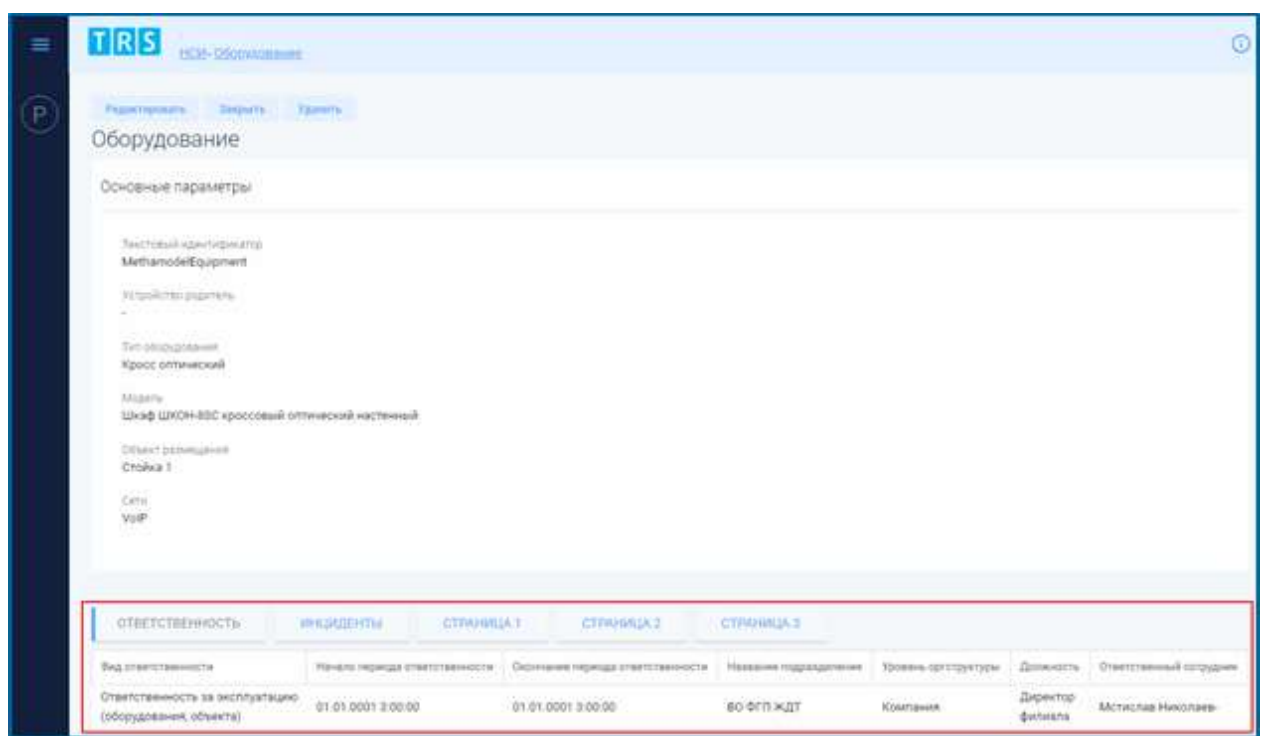 TRS
НСИ- Оборудование
P
Редактировать Закрыть Удалить
Оборудование
Основные параметры
Текстовый идентификатор
MethamodelEquipment
Устройство родитель
-
Тип оборудования
Кросс оптический
Модель
Шкаф ШКОН-88С кроссовый оптический настенный
Объект размещения
Стойка 1
Сети
VoIP
ОТВЕТСТВЕННОСТЬ ИНЦИДЕНТЫ СТРАНИЦА 1 СТРАНИЦА 2 СТРАНИЦА 3
Вид ответственности Начало периода ответственности Окончание периода ответственности Название подразделения Уровень оргструктуры Должность Ответственный сотрудник
Ответственность за эксплуатацию 01.01.0001 3:00:00 01.01.0001 3:00:00 ВО ФГП ЖДТ Компания Директор Мстислав Николаев-
(оборудования, объекта) филиала